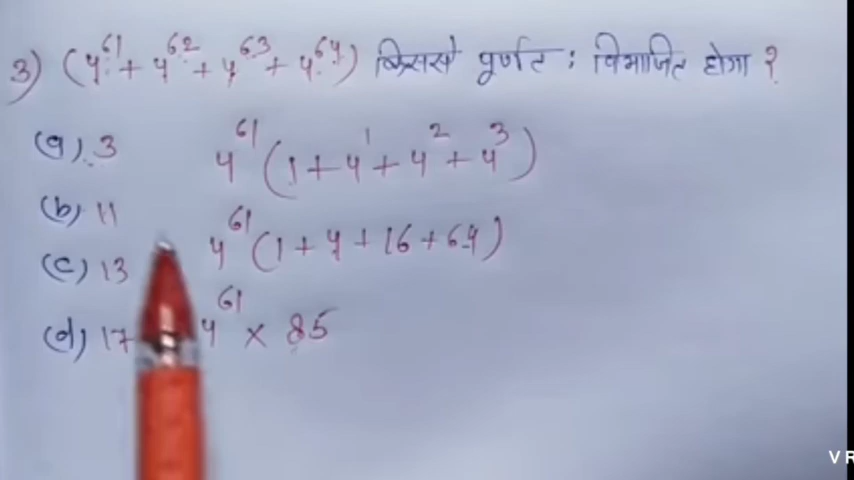 3) (4^61 + 4^62 + 4^63 + 4^64) किससे पूर्णत: विभाजित होगा ?
(a) 3
4^61 (1 + 4^1 + 4^2 + 4^3)
(b) 11
4^61 (1 + 4 + 16 + 64)
(c) 13
(d) 17
4^61 × 85
VR